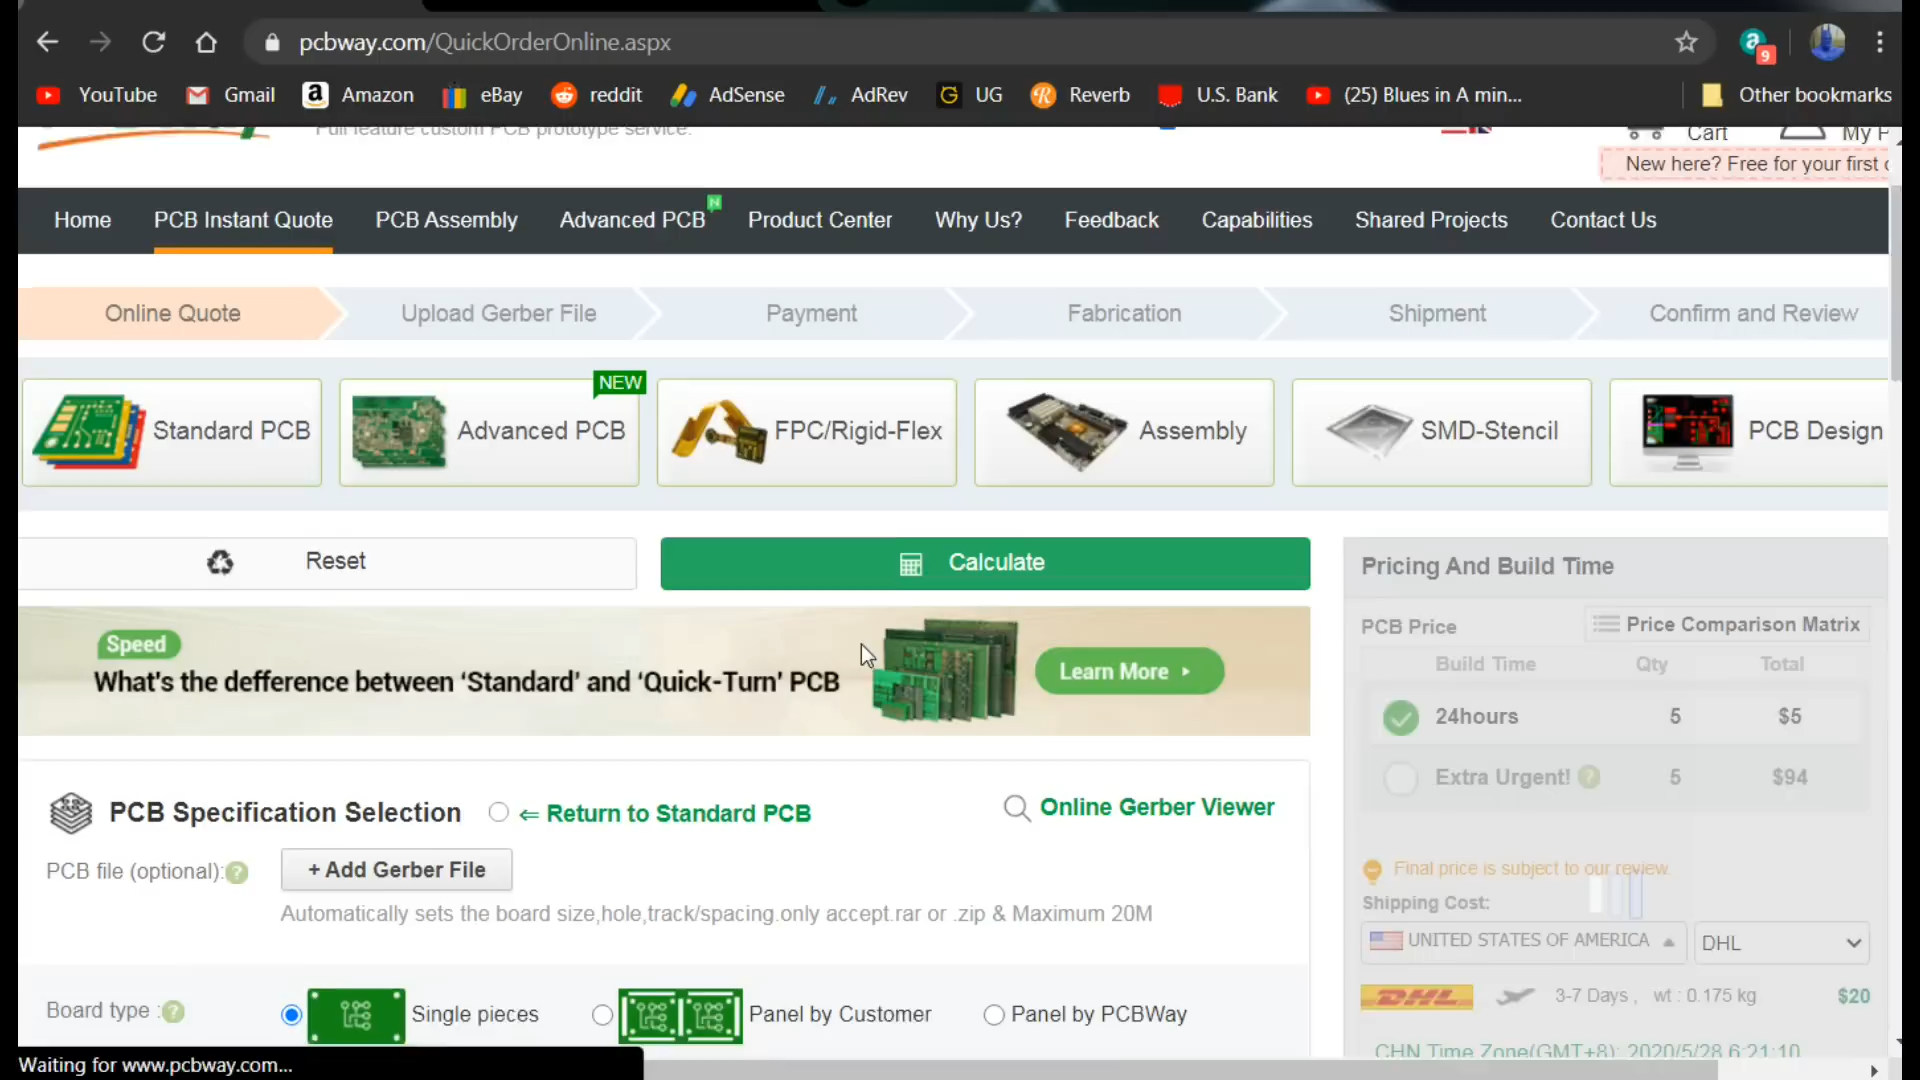 pcbway.com/QuickOrderOnline.aspx
9
YouTube Gmail Amazon eBay reddit AdSense AdRev UG Reverb U.S. Bank (25) Blues in A min... Other bookmarks
Full feature custom PCB prototype service.
Cart My P
New here? Free for your first o
Home PCB Instant Quote PCB Assembly Advanced PCB N Product Center Why Us? Feedback Capabilities Shared Projects Contact Us
Online Quote Upload Gerber File Payment Fabrication Shipment Confirm and Review
NEW
Standard PCB Advanced PCB FPC/Rigid-Flex Assembly SMD-Stencil PCB Design
Reset Calculate
Speed
What's the defference between ‘Standard’ and ‘Quick-Turn’ PCB
Learn More
PCB Specification Selection ⇐ Return to Standard PCB
Online Gerber Viewer
PCB file (optional):? + Add Gerber File
Automatically sets the board size,hole,track/spacing.only accept.rar or .zip & Maximum 20M
Board type :? Single pieces Panel by Customer Panel by PCBWay
Pricing And Build Time
PCB Price Price Comparison Matrix
Build Time Qty Total
24hours 5 $5
Extra Urgent! ? 5 $94
Final price is subject to our review.
Shipping Cost:
UNITED STATES OF AMERICA DHL
DHL 3-7 Days , wt : 0.175 kg $20
CHN Time Zone(GMT+8): 2020/5/28 6:21:10
Waiting for www.pcbway.com...